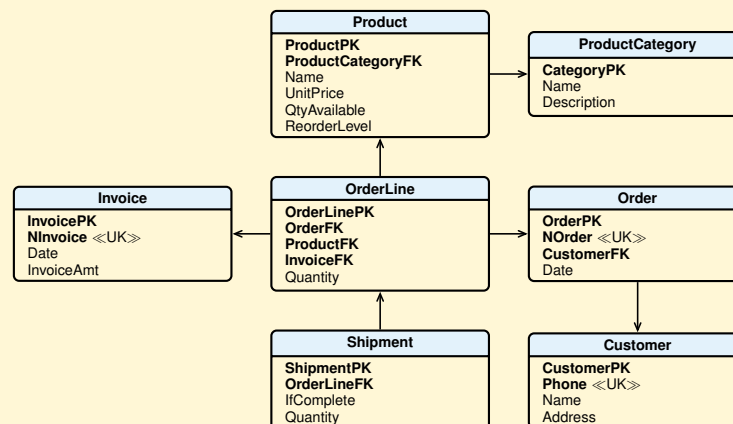 Product
ProductPK
ProductCategoryFK
Name
UnitPrice
QtyAvailable
ReorderLevel
ProductCategory
CategoryPK
Name
Description
Invoice
InvoicePK
NInvoice ≪UK≫
Date
InvoiceAmt
OrderLine
OrderLinePK
OrderFK
ProductFK
InvoiceFK
Quantity
Order
OrderPK
NOrder ≪UK≫
CustomerFK
Date
Shipment
ShipmentPK
OrderLineFK
IfComplete
Quantity
Customer
CustomerPK
Phone ≪UK≫
Name
Address